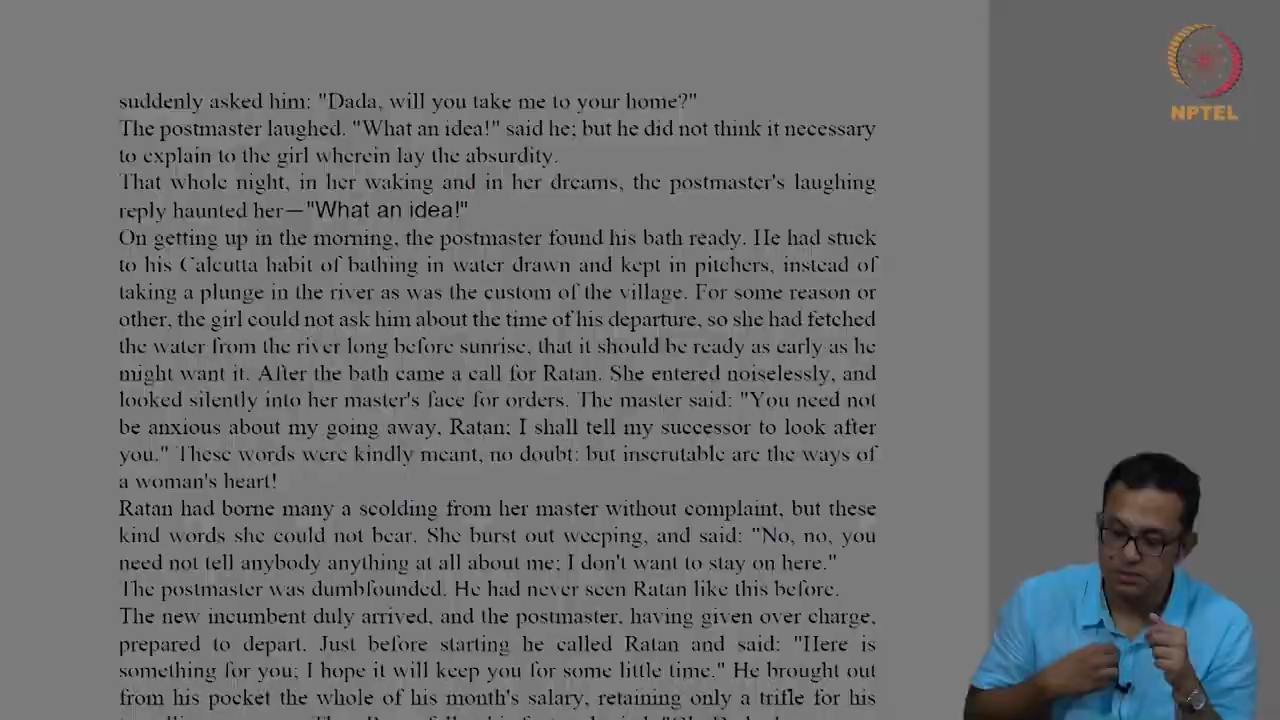 suddenly asked him: "Dada, will you take me to your home?"
The postmaster laughed. "What an idea!" said he; but he did not think it necessary
to explain to the girl wherein lay the absurdity.
That whole night, in her waking and in her dreams, the postmaster's laughing
reply haunted her—"What an idea!"
On getting up in the morning, the postmaster found his bath ready. He had stuck
to his Calcutta habit of bathing in water drawn and kept in pitchers, instead of
taking a plunge in the river as was the custom of the village. For some reason or
other, the girl could not ask him about the time of his departure, so she had fetched
the water from the river long before sunrise, that it should be ready as early as he
might want it. After the bath came a call for Ratan. She entered noiselessly, and
looked silently into her master's face for orders. The master said: "You need not
be anxious about my going away, Ratan; I shall tell my successor to look after
you." These words were kindly meant, no doubt: but inscrutable are the ways of
a woman's heart!
Ratan had borne many a scolding from her master without complaint, but these
kind words she could not bear. She burst out weeping, and said: "No, no, you
need not tell anybody anything at all about me; I don't want to stay on here."
The postmaster was dumbfounded. He had never seen Ratan like this before.
The new incumbent duly arrived, and the postmaster, having given over charge,
prepared to depart. Just before starting he called Ratan and said: "Here is
something for you; I hope it will keep you for some little time." He brought out
from his pocket the whole of his month's salary, retaining only a trifle for his
NPTEL